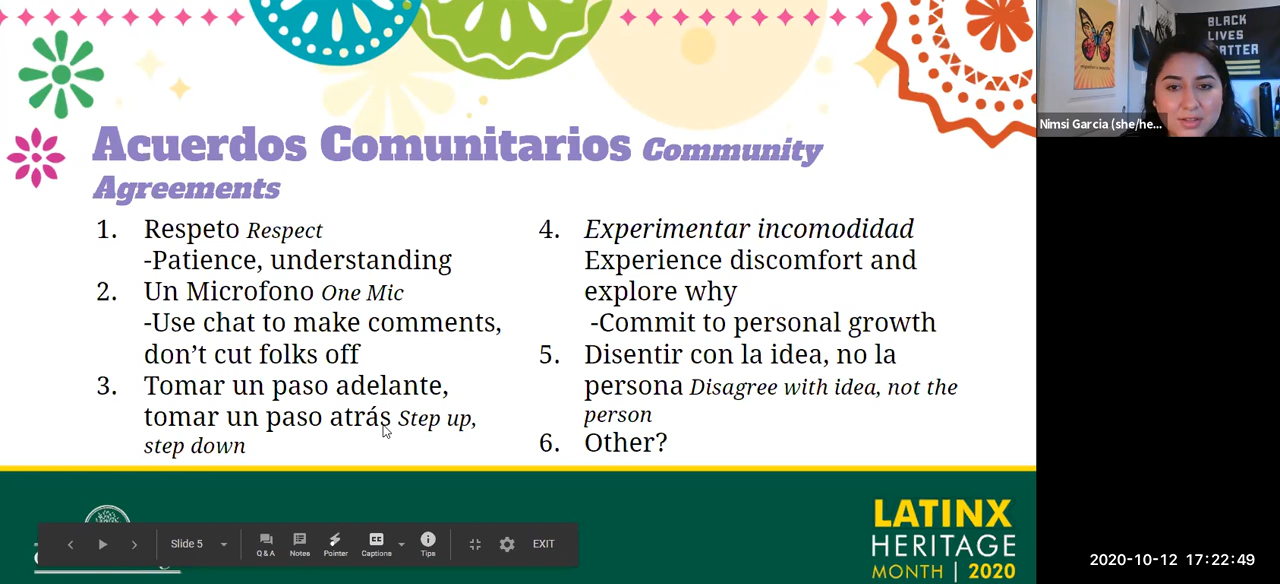 Acuerdos Comunitarios Community
Agreements
1. Respeto Respect
-Patience, understanding
2. Un Microfono One Mic
-Use chat to make comments,
don't cut folks off
3. Tomar un paso adelante,
tomar un paso atrás Step up,
step down
4. Experimentar incomodidad
Experience discomfort and
explore why
-Commit to personal growth
5. Disentir con la idea, no la
persona Disagree with idea, not the
person
6. Other?
LATINX
HERITAGE
MONTH | 2020
Slide 5
Q & A
Notes
Pointer
Captions
Tips
EXIT
BLACK
LIVES
MATTER
Nimsi Garcia (she/he...
2020-10-12 17:22:49